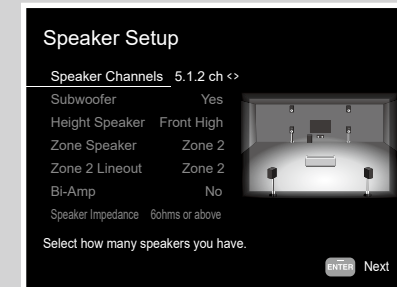 Speaker Setup
Speaker Channels 5.1.2 ch <>
Subwoofer Yes
Height Speaker Front High
Zone Speaker Zone 2
Zone 2 Lineout Zone 2
Bi-Amp No
Speaker Impedance 6ohms or above
Select how many speakers you have.
ENTER Next